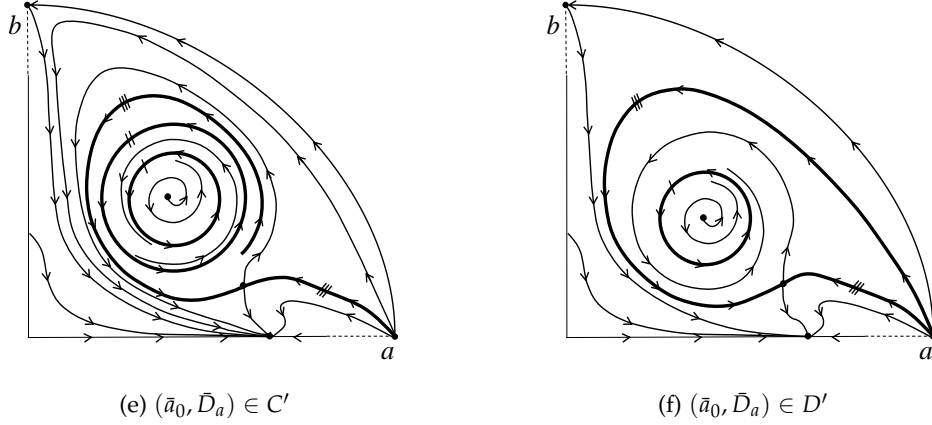 b
b
a
a
(e) (ā₀, D̄ₐ) ∈ C′
(f) (ā₀, D̄ₐ) ∈ D′